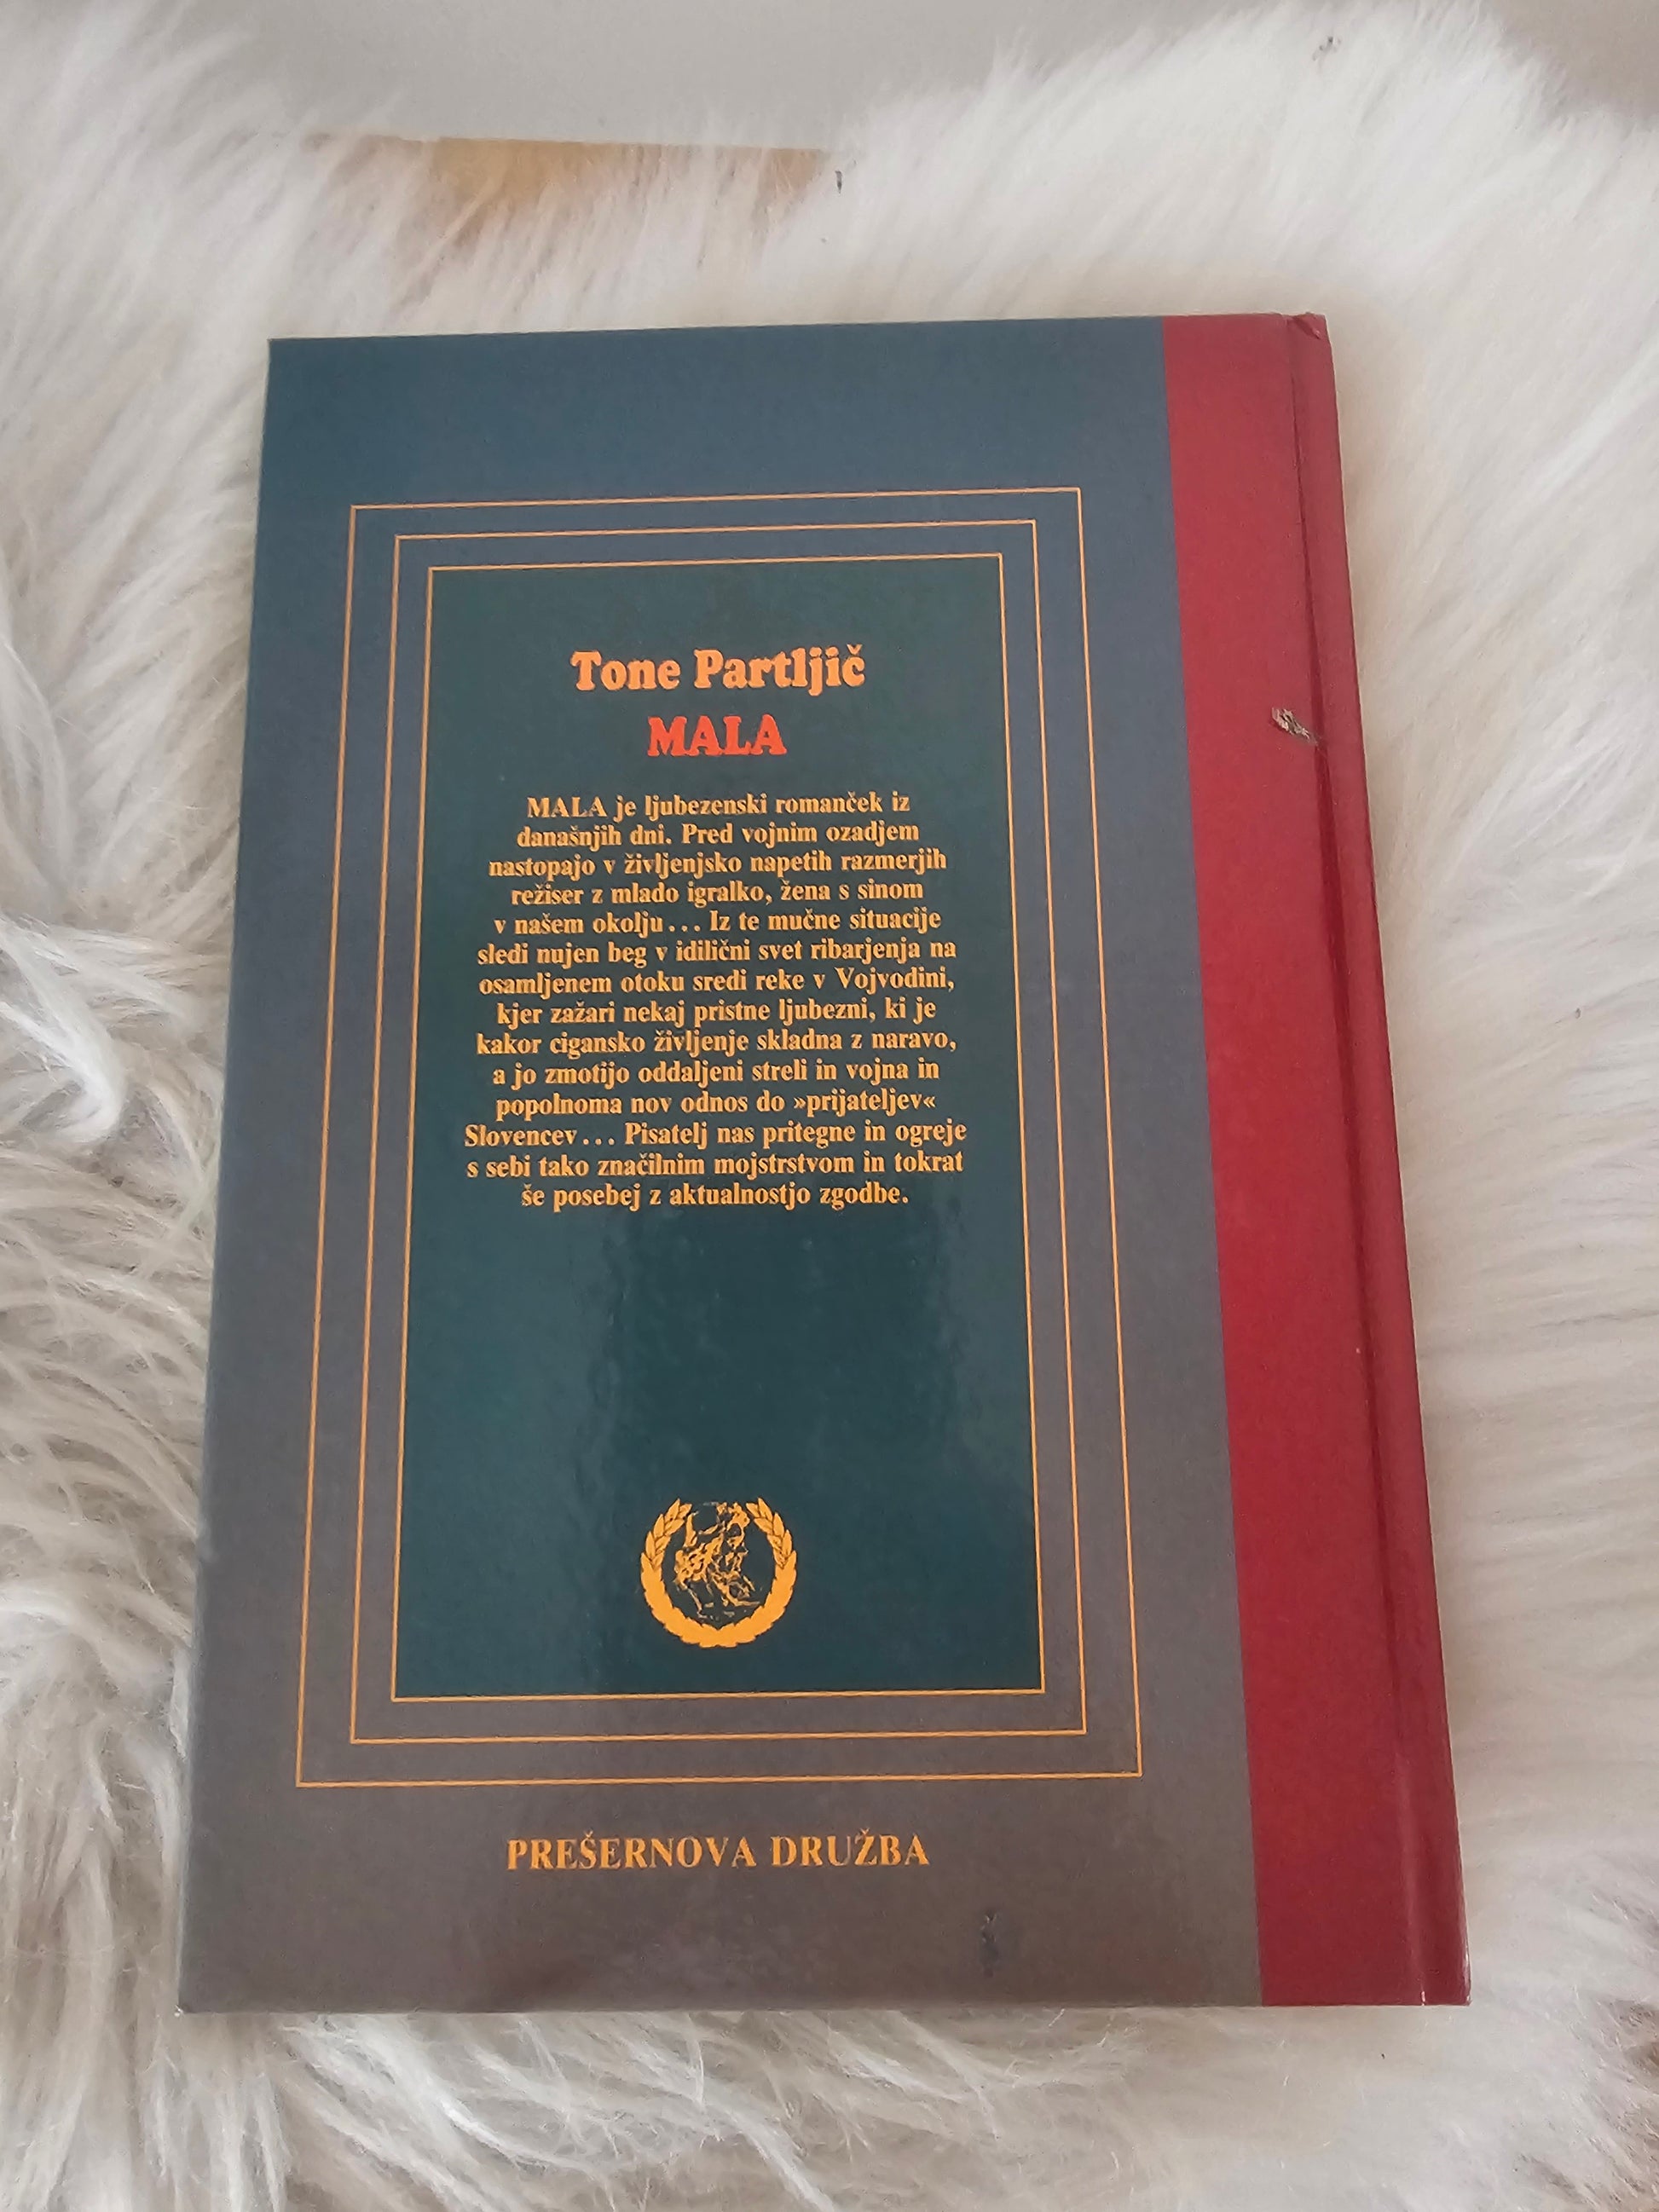 Tone Partljič
MALA
MALA je ljubezenski romanček iz
današnjih dni. Pred vojnim ozadjem
nastopajo v življenjsko napetih razmerjih
režiser z mlado igralko, žena s sinom
v našem okolju... Iz te mučne situacije
sledi nujen beg v idilični svet ribarjenja na
osamljenem otoku sredi reke v Vojvodini,
kjer zažari nekaj pristne ljubezni, ki je
kakor cigansko življenje skladna z naravo,
a jo zmotijo oddaljeni streli in vojna in
popolnoma nov odnos do »prijateljev«
Slovencev... Pisatelj nas pritegne in ogreje
s sebi tako značilnim mojstrstvom in tokrat
še posebej z aktualnostjo zgodbe.
PREŠERNOVA DRUŽBA